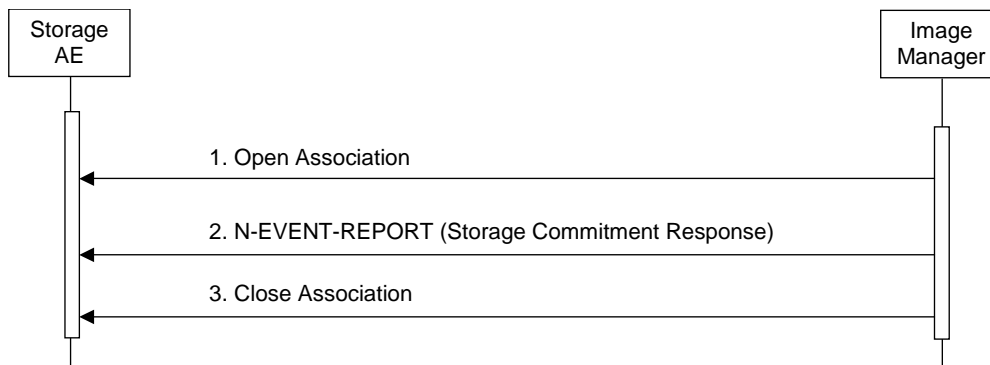 Storage
AE
Image
Manager
1. Open Association
2. N-EVENT-REPORT (Storage Commitment Response)
3. Close Association